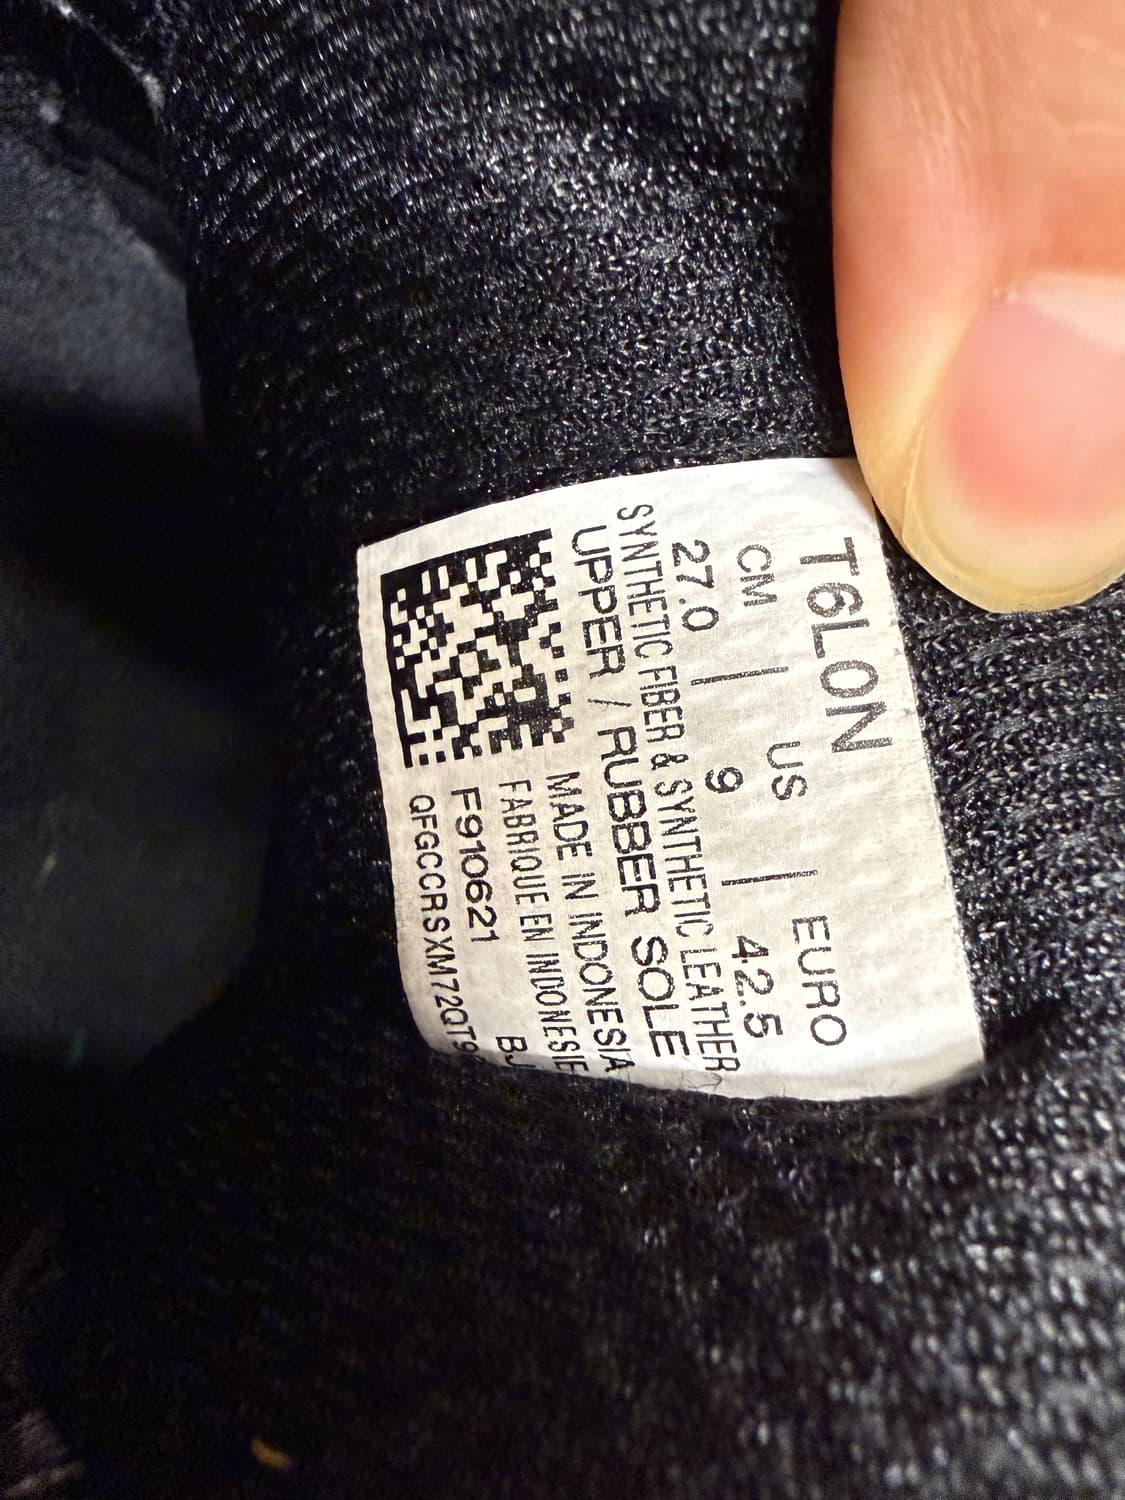 T6L0N
CM | US | EURO
27.0 9 42.5
SYNTHETIC FIBER & SYNTHETIC LEATHER
UPPER / RUBBER SOLE
MADE IN INDONESIA
FABRIQUE EN INDONESIE
F910621 BJ